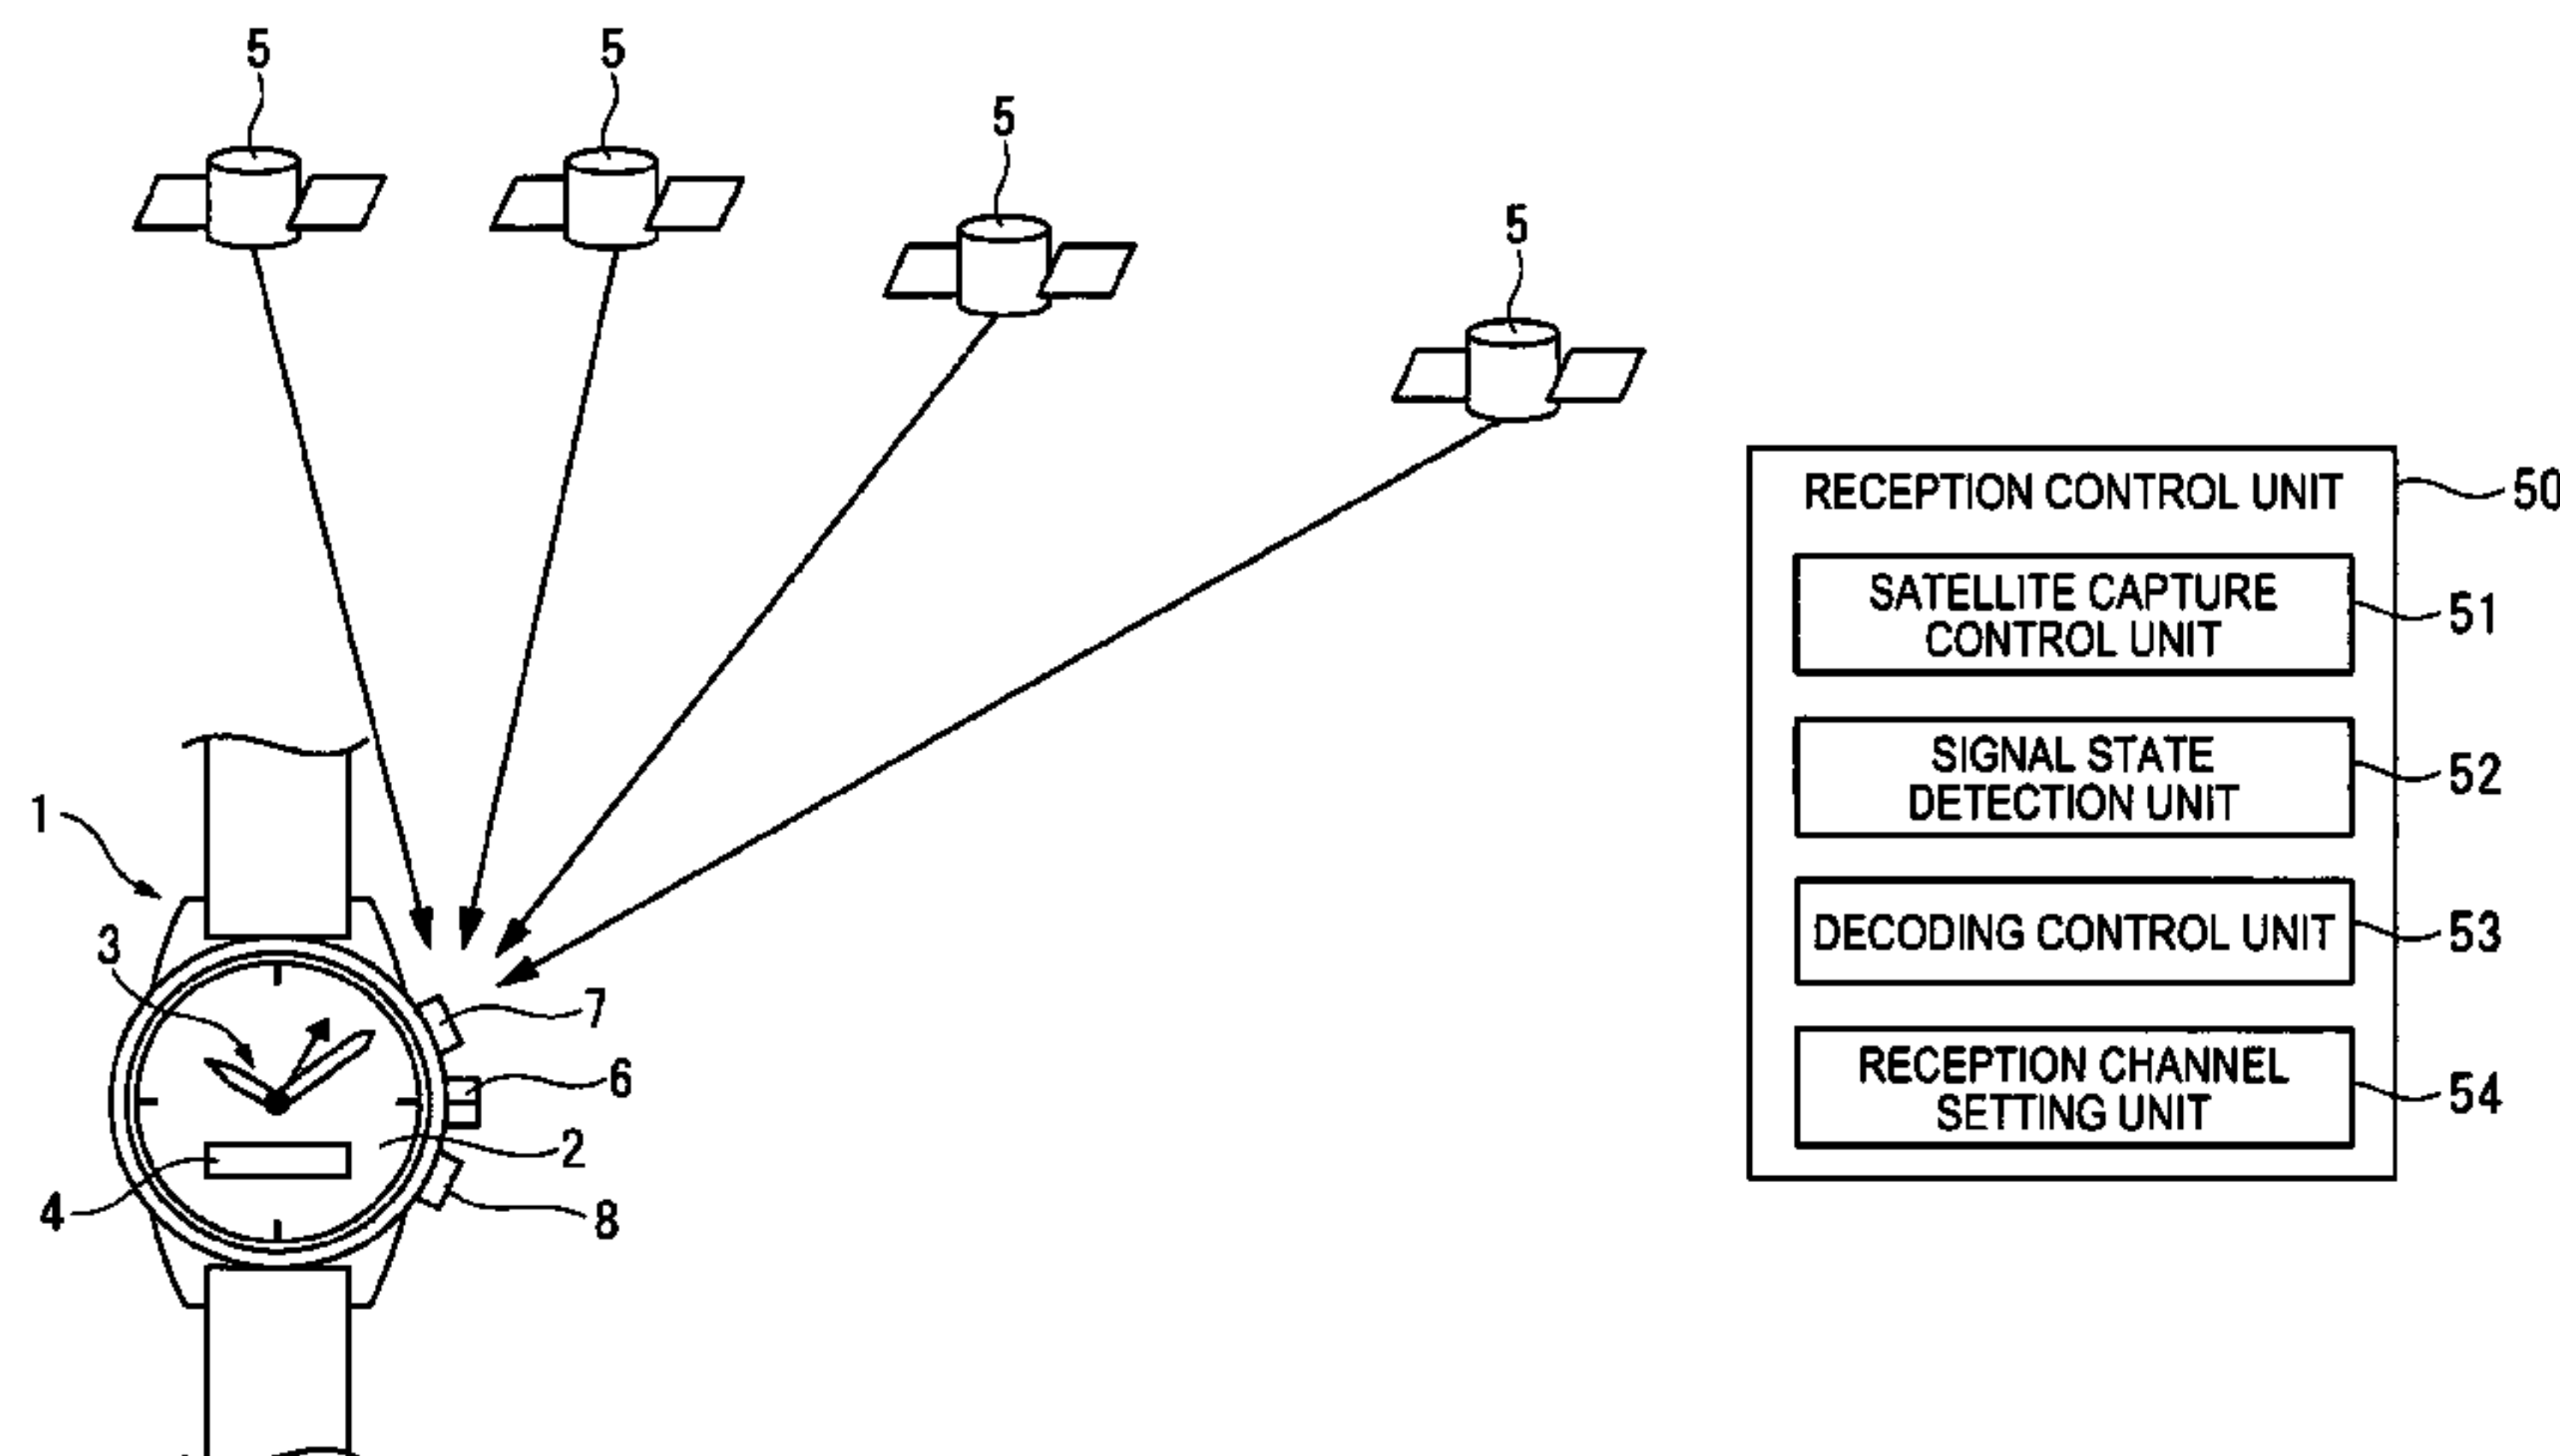 5
5
5
5
1
3
7
6
2
4
8
RECEPTION CONTROL UNIT
50
SATELLITE CAPTURE
CONTROL UNIT
51
SIGNAL STATE
DETECTION UNIT
52
DECODING CONTROL UNIT
53
RECEPTION CHANNEL
SETTING UNIT
54